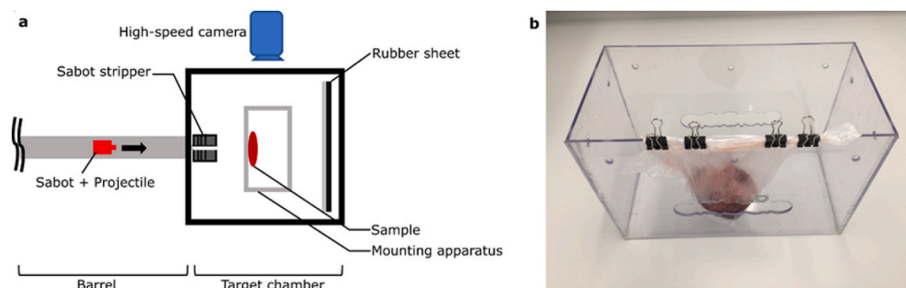 a
High-speed camera
Rubber sheet
Sabot stripper
Sabot + Projectile
Sample
Mounting apparatus
Barrel
Target chamber
b